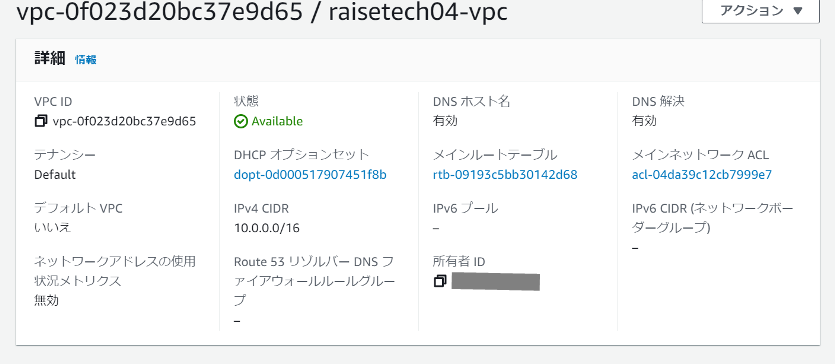 vpc-0f023d20bc37e9d65 / raisetech04-vpc
アクション ▼
詳細 情報
VPC ID
vpc-0f023d20bc37e9d65
状態
Available
DNS ホスト名
有効
DNS 解決
有効
テナンシー
Default
DHCP オプションセット
dopt-0d000517907451f8b
メインルートテーブル
rtb-09193c5bb30142d68
メインネットワーク ACL
acl-04da39c12cb7999e7
デフォルト VPC
いいえ
IPv4 CIDR
10.0.0.0/16
IPv6 プール
–
IPv6 CIDR (ネットワークボー
ダーグループ)
–
ネットワークアドレスの使用
状況メトリクス
無効
Route 53 リゾルバー DNS フ
ァイアウォールルールグルー
プ
–
所有者 ID